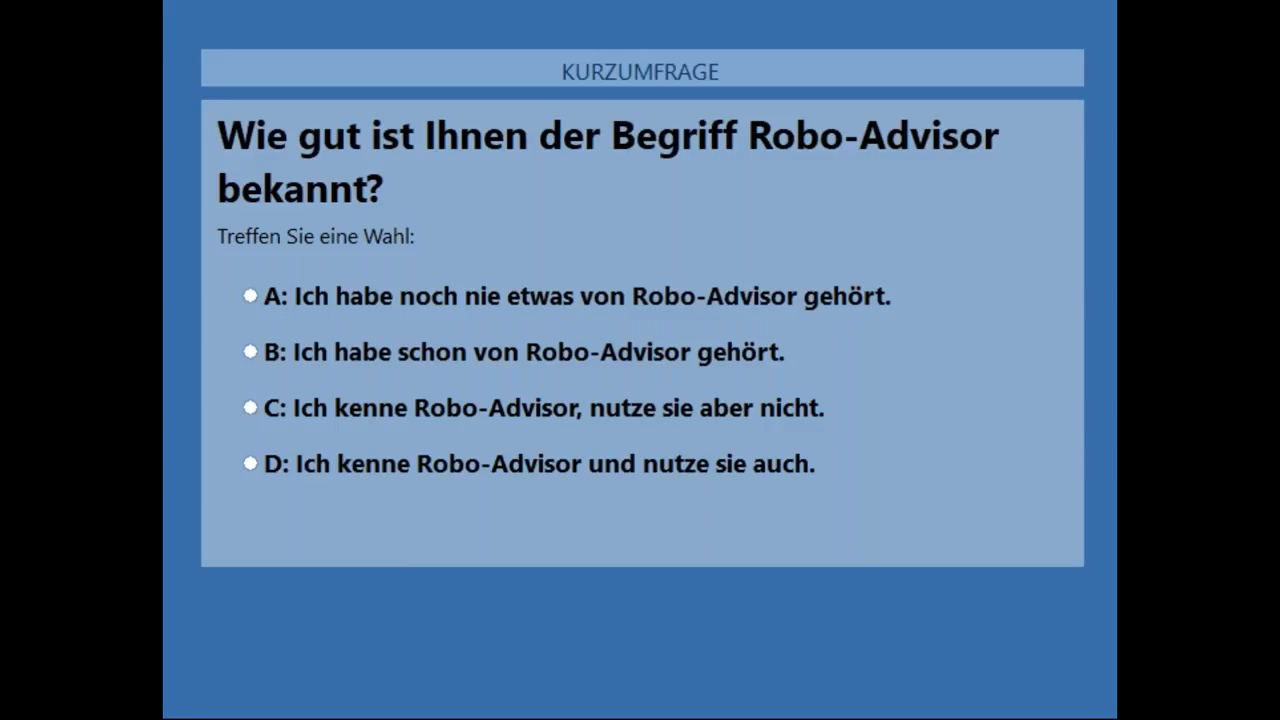 KURZUMFRAGE
Wie gut ist Ihnen der Begriff Robo-Advisor
bekannt?
Treffen Sie eine Wahl:
A: Ich habe noch nie etwas von Robo-Advisor gehört.
B: Ich habe schon von Robo-Advisor gehört.
C: Ich kenne Robo-Advisor, nutze sie aber nicht.
D: Ich kenne Robo-Advisor und nutze sie auch.